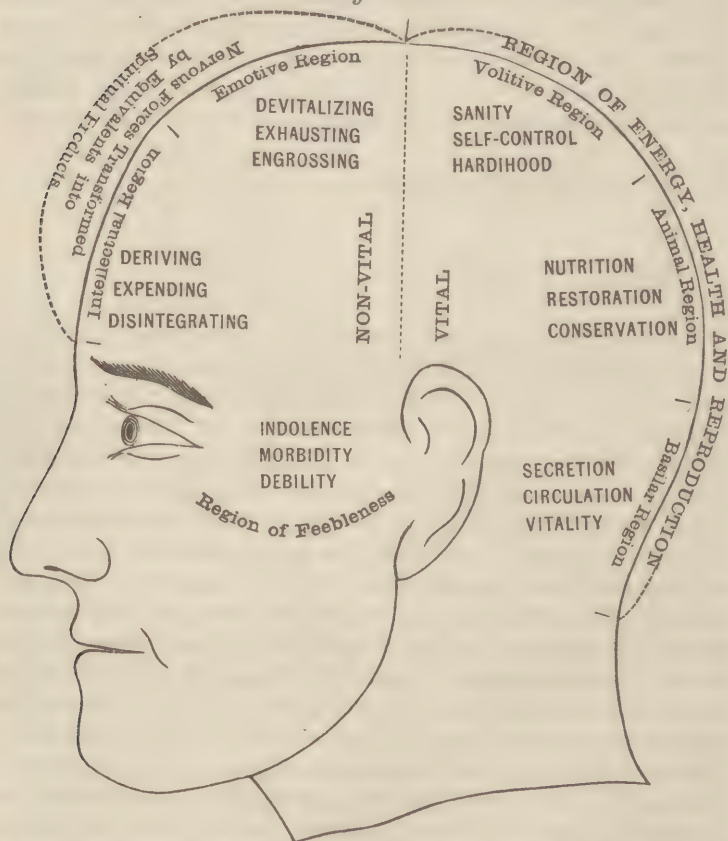 Nervous Forces Transformed
by Equivalents into
Spiritual Products.
Emotive Region
Volitive Region
REGION OF ENERGY, HEALTH AND REPRODUCTION
DEVITALIZING
EXHAUSTING
ENGROSSING
SANITY
SELF-CONTROL
HARDIHOOD
Intellectual Region
DERIVING
EXPENDING
DISINTEGRATING
NON-VITAL
VITAL
NUTRITION
RESTORATION
CONSERVATION
Animal Region
INDOLENCE
MORBIDITY
DEBILITY
Region of Feebleness
SECRETION
CIRCULATION
VITALITY
Basilar Region